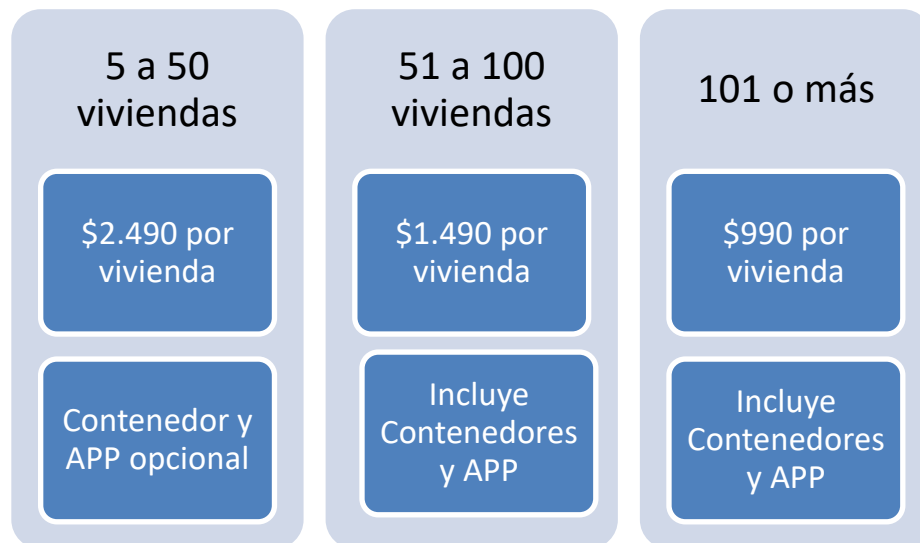 5 a 50
viviendas
$2.490 por
vivienda
Contenedor y
APP opcional
51 a 100
viviendas
$1.490 por
vivienda
Incluye
Contenedores
y APP
101 o más
$990 por
vivienda
Incluye
Contenedores
y APP